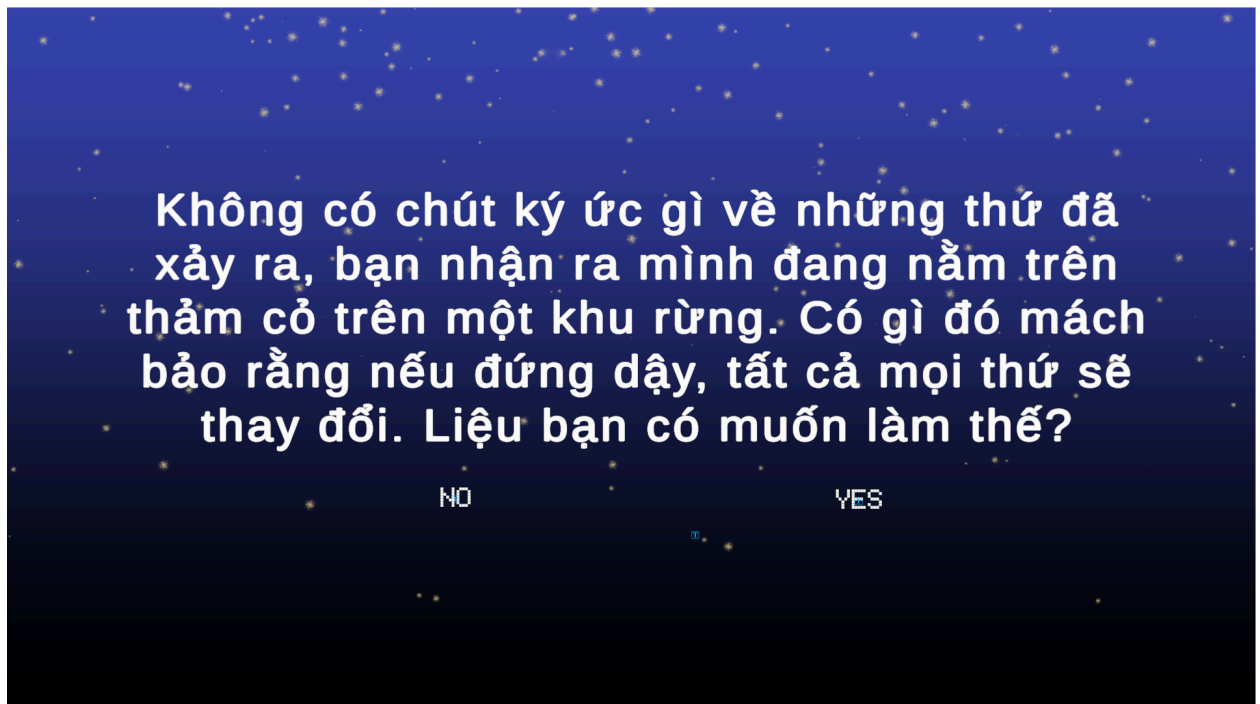 Không có chút ký ức gì về những thứ đã
xảy ra, bạn nhận ra mình đang nằm trên
thảm cỏ trên một khu rừng. Có gì đó mách
bảo rằng nếu đứng dậy, tất cả mọi thứ sẽ
thay đổi. Liệu bạn có muốn làm thế?
NO YES